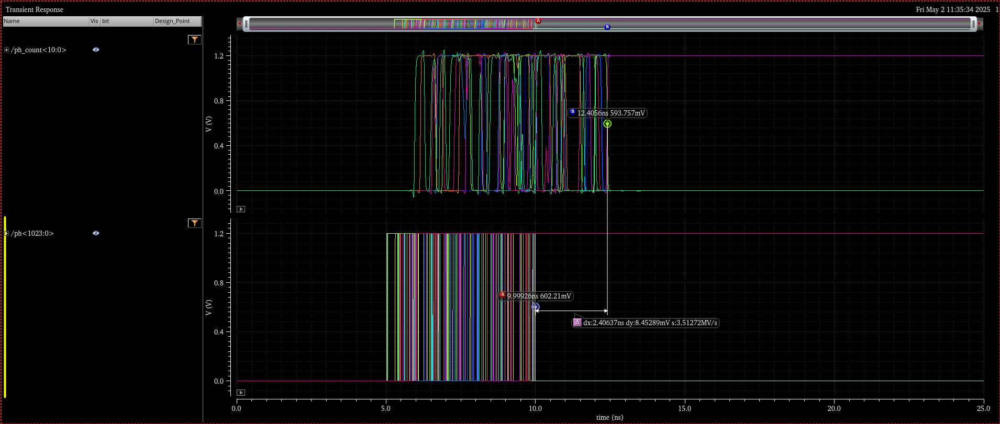 Transient Response
Fri May 2 11:35:34 2025 1
Name Vis bit Design_Point
A
B
/ph_count<10:0>
1.2
0.8
0.4
0.0
V (V)
B 12.4056ns 593.757mV
/ph<1023:0>
1.2
0.8
0.4
0.0
V (V)
A 9.99926ns 602.21mV
Δ dx:2.40637ns dy:8.45289mV s:3.51272MV/s
0.0 5.0 10.0 15.0 20.0 25.0
time (ns)